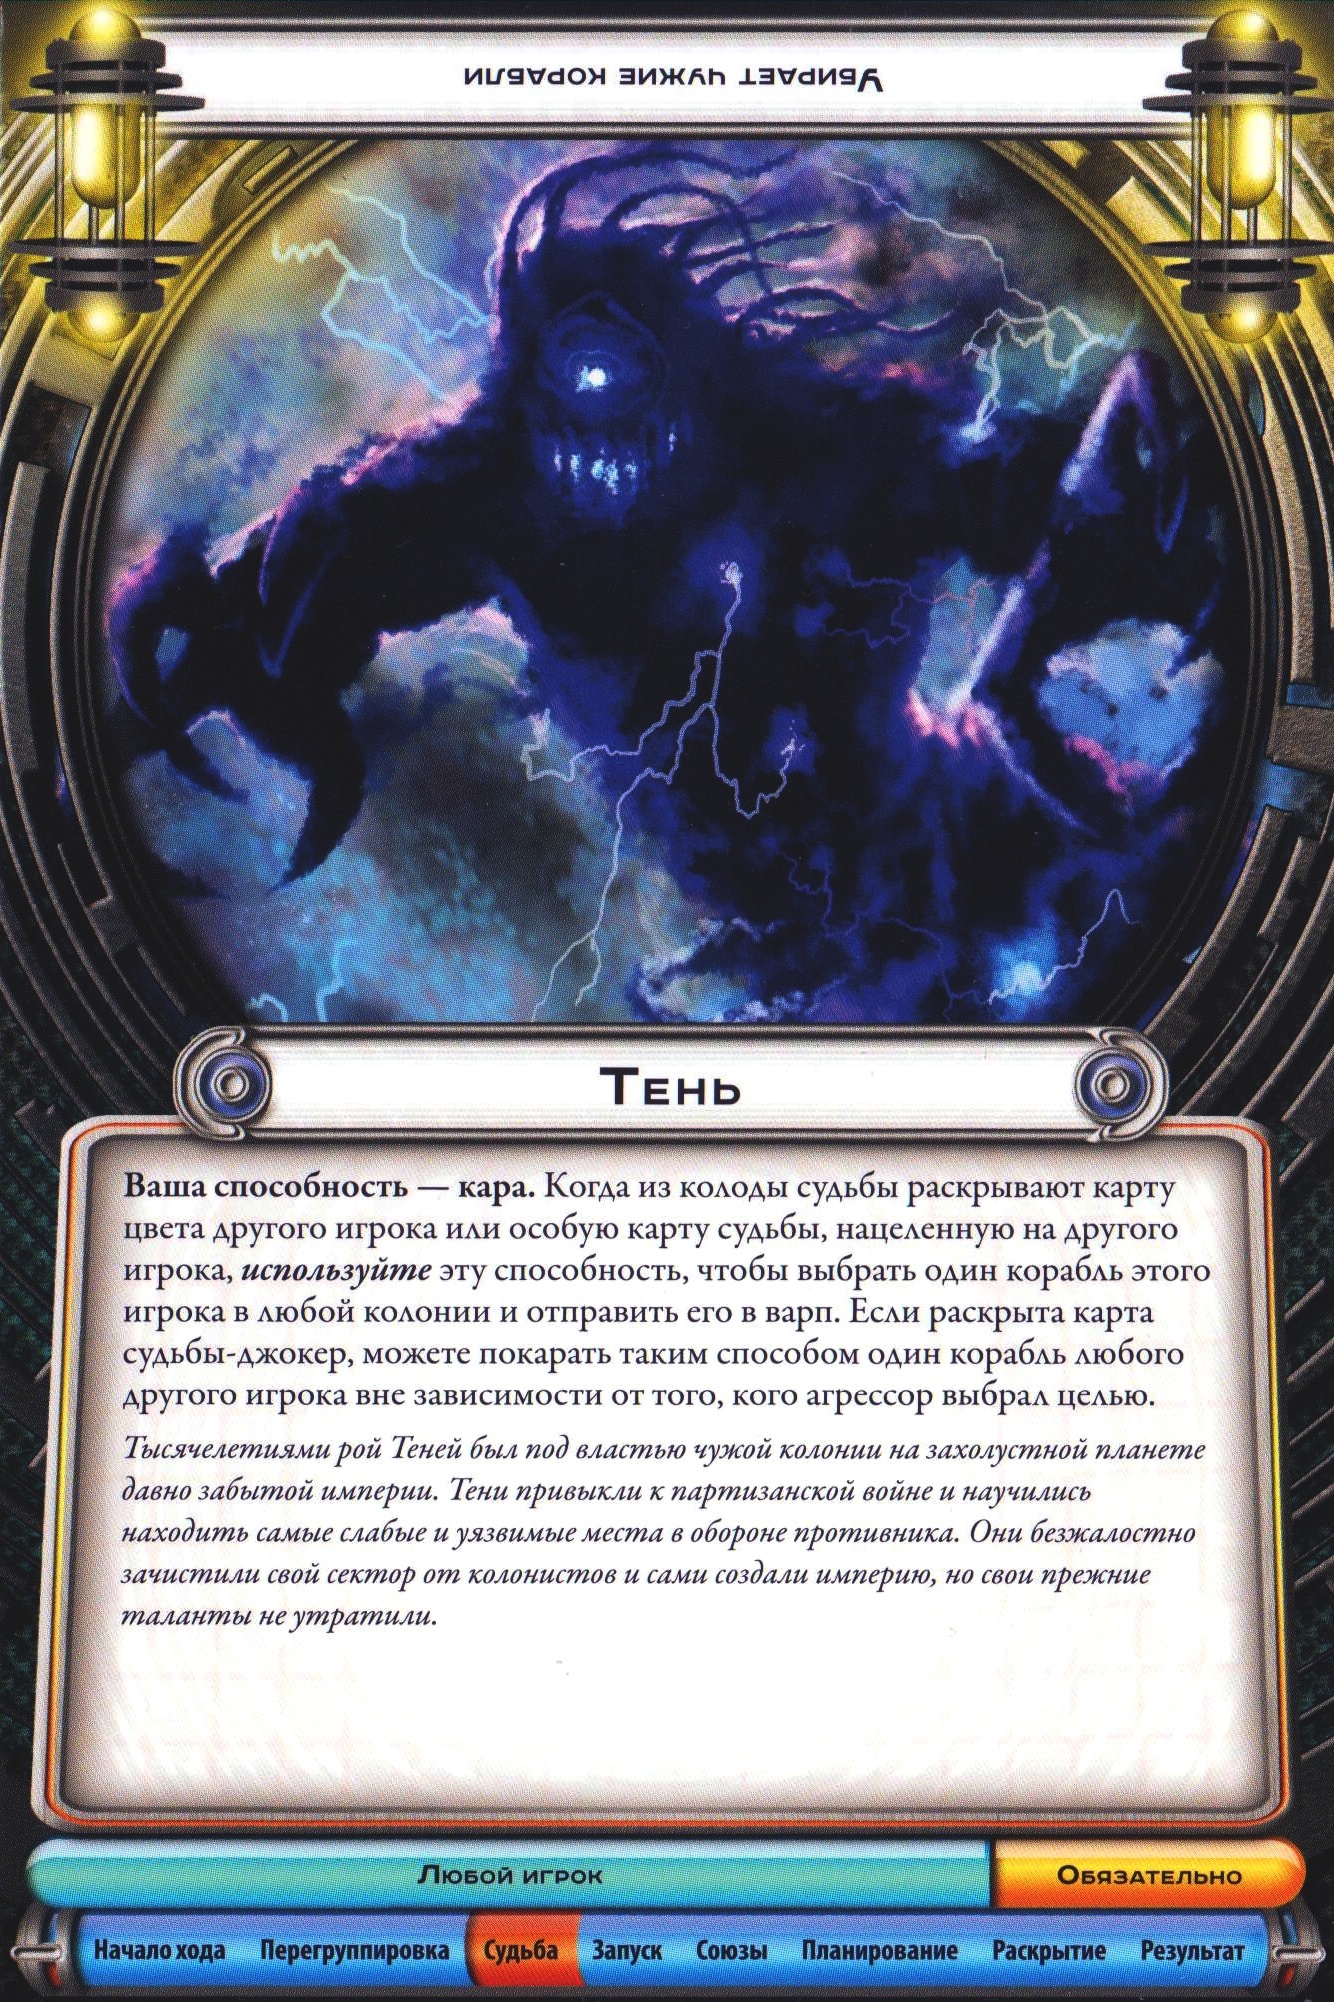 Убирает чужие корабли
Тень
Ваша способность — кара. Когда из колоды судьбы раскрывают карту
цвета другого игрока или особую карту судьбы, нацеленную на другого
игрока, используйте эту способность, чтобы выбрать один корабль этого
игрока в любой колонии и отправить его в варп. Если раскрыта карта
судьбы-джокер, можете покарать таким способом один корабль любого
другого игрока вне зависимости от того, кого агрессор выбрал целью.
Тысячелетиями рой Теней был под властью чужой колонии на захолустной планете
давно забытой империи. Тени привыкли к партизанской войне и научились
находить самые слабые и уязвимые места в обороне противника. Они безжалостно
зачистили свой сектор от колонистов и сами создали империю, но свои прежние
таланты не утратили.
Любой игрок Обязательно
Начало хода Перегруппировка Судьба Запуск Союзы Планирование Раскрытие Результат